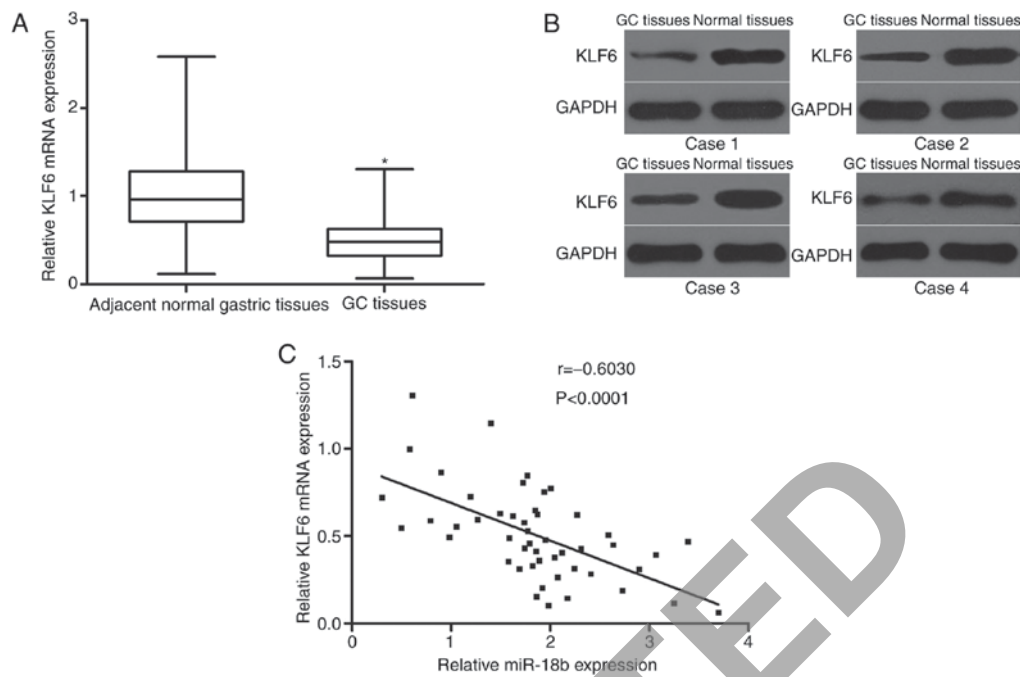 A
Relative KLF6 mRNA expression
3
2
1
0
Adjacent normal gastric tissues
GC tissues
*
B
GC tissues Normal tissues
KLF6
GAPDH
Case 1
GC tissues Normal tissues
KLF6
GAPDH
Case 2
GC tissues Normal tissues
KLF6
GAPDH
Case 3
GC tissues Normal tissues
KLF6
GAPDH
Case 4
C
Relative KLF6 mRNA expression
1.5
1.0
0.5
0.0
r=−0.6030
P<0.0001
0 1 2 3 4
Relative miR-18b expression
TED